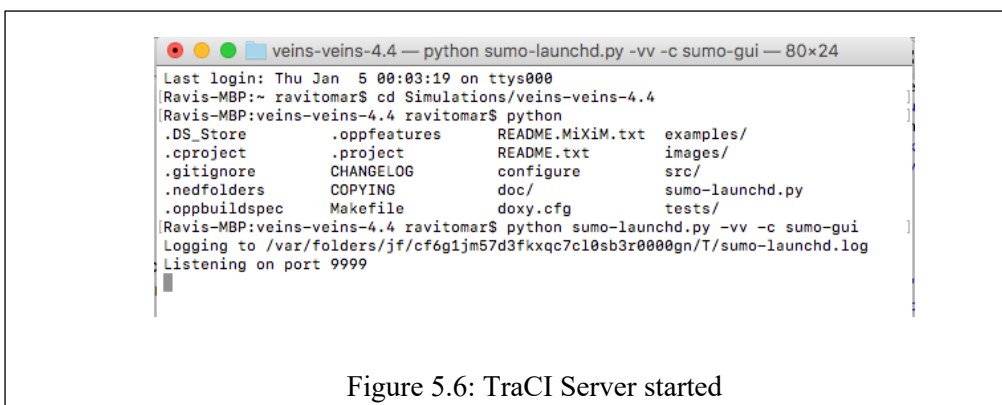 veins-veins-4.4 — python sumo-launchd.py -vv -c sumo-gui — 80×24
Last login: Thu Jan  5 00:03:19 on ttys000
[Ravis-MBP:~ ravitomar$ cd Simulations/veins-veins-4.4 ]
[Ravis-MBP:veins-veins-4.4 ravitomar$ python ]
.DS_Store .oppfeatures README.MiXiM.txt examples/
.cproject .project README.txt images/
.gitignore CHANGELOG configure src/
.nedfolders COPYING doc/ sumo-launchd.py
.oppbuildspec Makefile doxy.cfg tests/
[Ravis-MBP:veins-veins-4.4 ravitomar$ python sumo-launchd.py -vv -c sumo-gui ]
Logging to /var/folders/jf/cf6g1jm57d3fkxqc7cl0sb3r0000gn/T/sumo-launchd.log
Listening on port 9999
Figure 5.6: TraCI Server started